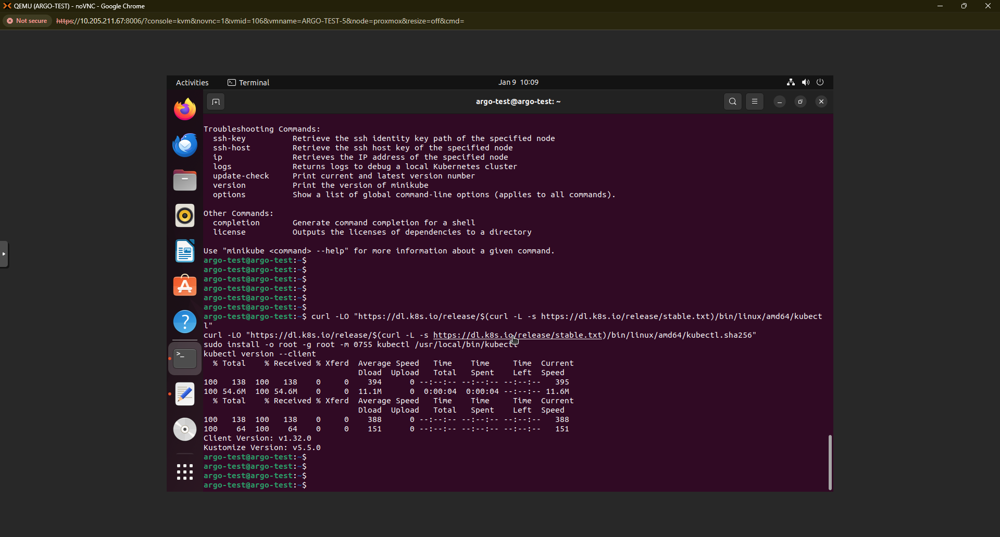 QEMU (ARGO-TEST) - noVNC - Google Chrome
Not secure https://10.205.211.67:8006/?console=kvm&novnc=1&vmid=106&vmname=ARGO-TEST-5&node=proxmox&resize=off&cmd=
Activities Terminal Jan 9 10:09
argo-test@argo-test: ~
Troubleshooting Commands:
ssh-key Retrieve the ssh identity key path of the specified node
ssh-host Retrieve the ssh host key of the specified node
ip Retrieves the IP address of the specified node
logs Returns logs to debug a local Kubernetes cluster
update-check Print current and latest version number
version Print the version of minikube
options Show a list of global command-line options (applies to all commands).
Other Commands:
completion Generate command completion for a shell
license Outputs the licenses of dependencies to a directory
Use "minikube <command> --help" for more information about a given command.
argo-test@argo-test:~$
argo-test@argo-test:~$
argo-test@argo-test:~$
argo-test@argo-test:~$
argo-test@argo-test:~$
argo-test@argo-test:~$
argo-test@argo-test:~$ curl -LO "https://dl.k8s.io/release/$(curl -L -s https://dl.k8s.io/release/stable.txt)/bin/linux/amd64/kubect
l"
curl -LO "https://dl.k8s.io/release/$(curl -L -s https://dl.k8s.io/release/stable.txt)/bin/linux/amd64/kubectl.sha256"
sudo install -o root -g root -m 0755 kubectl /usr/local/bin/kubectl
kubectl version --client
% Total % Received % Xferd Average Speed Time Time Time Current
Dload Upload Total Spent Left Speed
100 138 100 138 0 0 394 0 --:--:-- --:--:-- --:--:-- 395
100 54.6M 100 54.6M 0 0 11.1M 0 0:00:04 0:00:04 --:--:-- 11.6M
% Total % Received % Xferd Average Speed Time Time Time Current
Dload Upload Total Spent Left Speed
100 138 100 138 0 0 388 0 --:--:-- --:--:-- --:--:-- 388
100 64 100 64 0 0 151 0 --:--:-- --:--:-- --:--:-- 151
Client Version: v1.32.0
Kustomize Version: v5.5.0
argo-test@argo-test:~$
argo-test@argo-test:~$
argo-test@argo-test:~$
argo-test@argo-test:~$